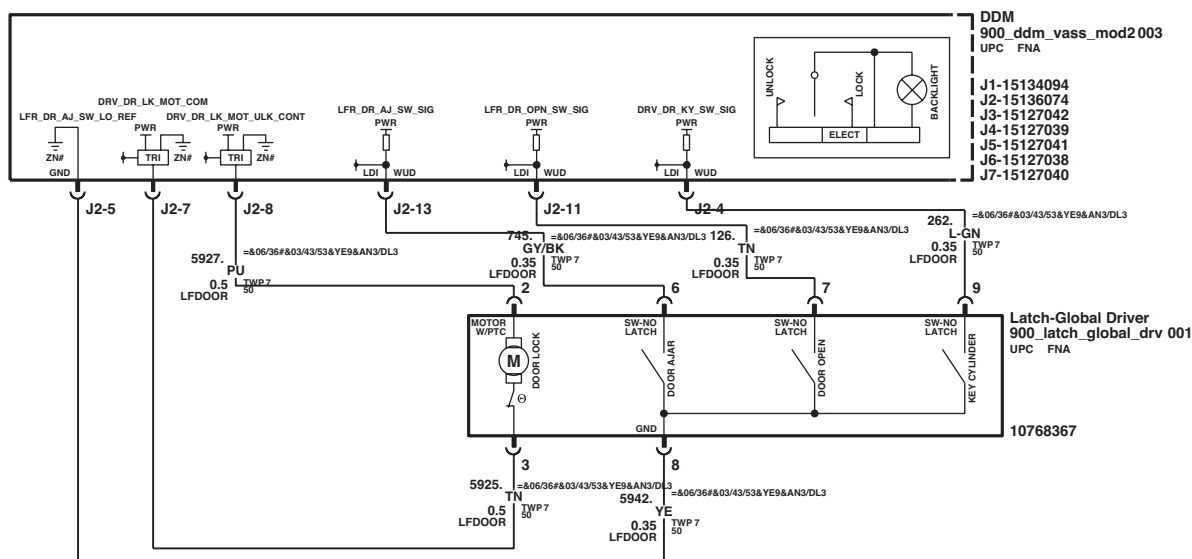 DDM
900_ddm_vass_mod2 003
UPC FNA
J1-15134094
J2-15136074
J3-15127042
J4-15127039
J5-15127041
J6-15127038
J7-15127040
UNLOCK
LOCK
BACKLIGHT
ELECT
DRV_DR_LK_MOT_COM
LFR_DR_AJ_SW_LO_REF
DRV_DR_LK_MOT_ULK_CONT
LFR_DR_AJ_SW_SIG
LFR_DR_OPN_SW_SIG
DRV_DR_KY_SW_SIG
PWR
PWR
PWR
PWR
PWR
ZN#
TRI
ZN#
TRI
ZN#
GND
LDI
WUD
LDI
WUD
LDI
WUD
J2-5
J2-7
J2-8
J2-13
J2-11
J2-4
5927.
=&06/36#&03/43/53&YE9&AN3/DL3
PU
0.5
LFDOOR
TWP 7
50
745.
=&06/36#&03/43/53&YE9&AN3/DL3
GY/BK
0.35
LFDOOR
TWP 7
50
126.
=&06/36#&03/43/53&YE9&AN3/DL3
TN
0.35
LFDOOR
TWP 7
50
262.
=&06/36#&03/43/53&YE9&AN3/DL3
L-GN
0.35
LFDOOR
TWP 7
50
2
6
7
9
Latch-Global Driver
900_latch_global_drv 001
UPC FNA
10768367
MOTOR
W/PTC
M
DOOR LOCK
Θ
SW-NO
LATCH
DOOR AJAR
SW-NO
LATCH
DOOR OPEN
SW-NO
LATCH
KEY CYLINDER
GND
3
8
5925.
=&06/36#&03/43/53&YE9&AN3/DL3
TN
0.5
LFDOOR
TWP 7
50
5942.
=&06/36#&03/43/53&YE9&AN3/DL3
YE
0.35
LFDOOR
TWP 7
50